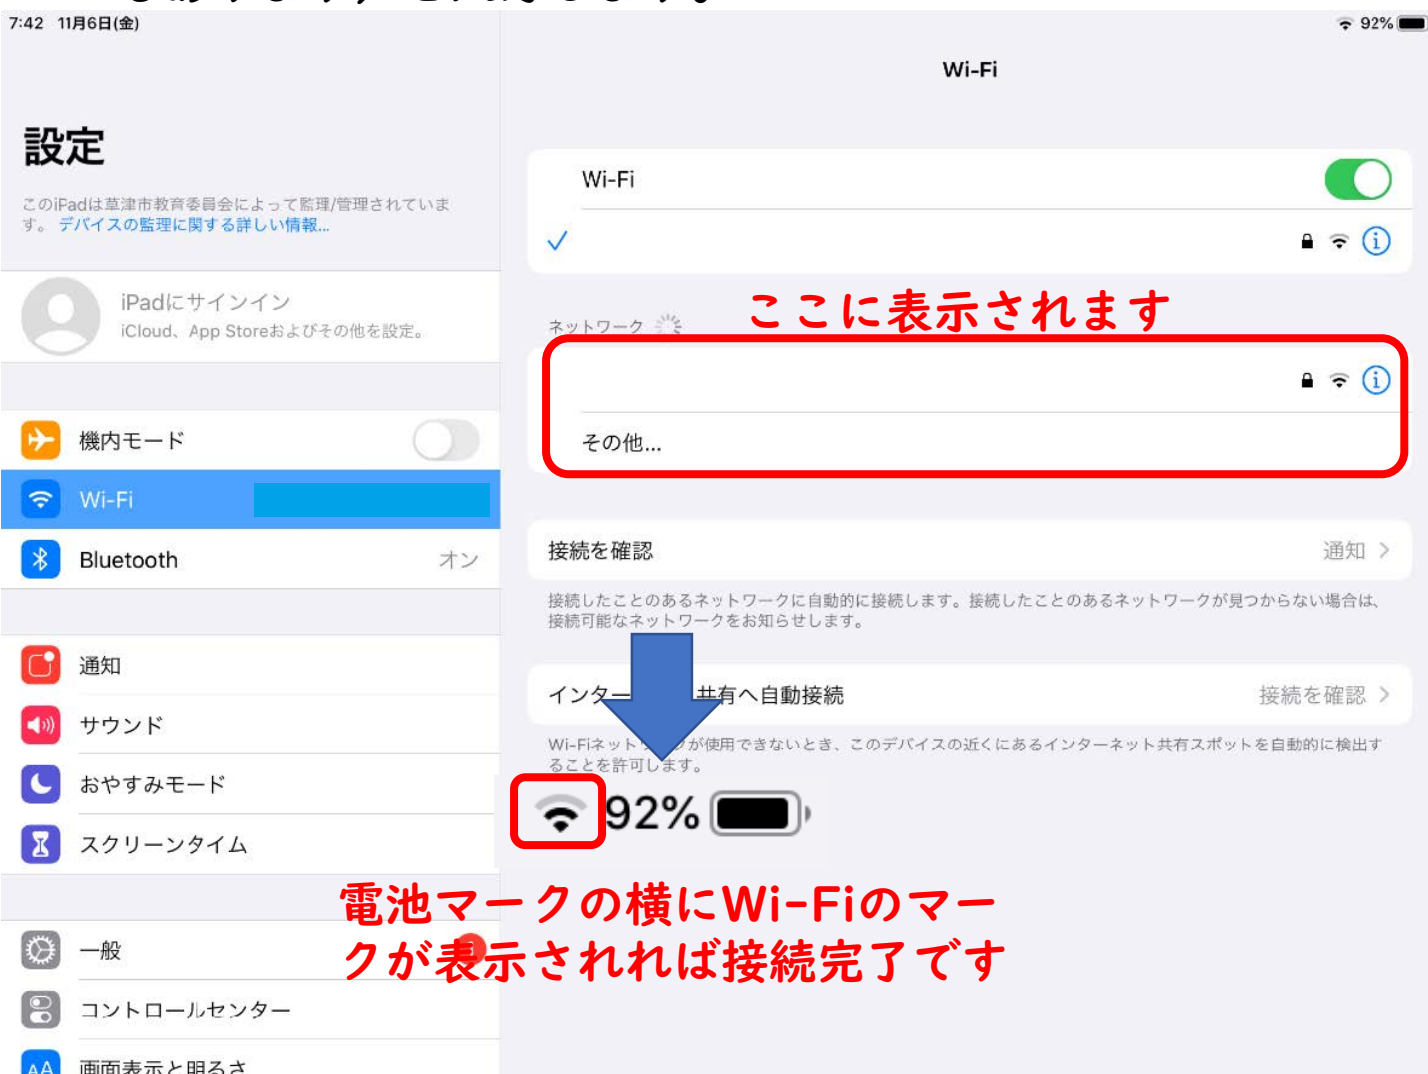 7:42 11月6日(金)
92%
Wi-Fi
設定
このiPadは草津市教育委員会によって監理/管理されていま
す。デバイスの監理に関する詳しい情報...
iPadにサインイン
iCloud、App Storeおよびその他を設定。
機内モード
Wi-Fi
Bluetooth オン
通知
サウンド
おやすみモード
スクリーンタイム
一般
コントロールセンター
画面表示と明るさ
Wi-Fi
ここに表示されます
ネットワーク
その他...
接続を確認 通知
接続したことのあるネットワークに自動的に接続します。接続したことのあるネットワークが見つからない場合は、
接続可能なネットワークをお知らせします。
インター 共有へ自動接続 接続を確認
Wi-Fiネット が使用できないとき、このデバイスの近くにあるインターネット共有スポットを自動的に検出す
ることを許可します。
92%
電池マークの横にWi-Fiのマー
クが表示されれば接続完了です